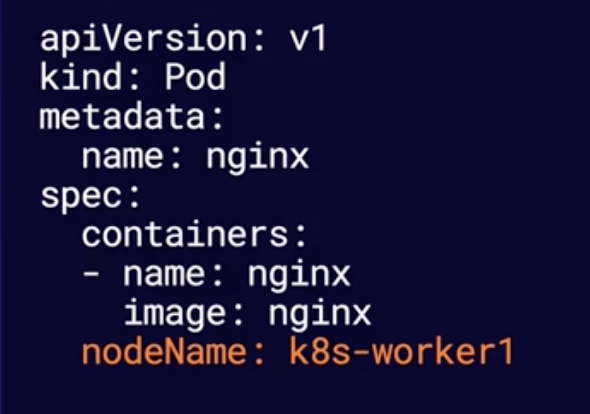 apiVersion: v1
kind: Pod
metadata:
  name: nginx
spec:
  containers:
  - name: nginx
    image: nginx
  nodeName: k8s-worker1